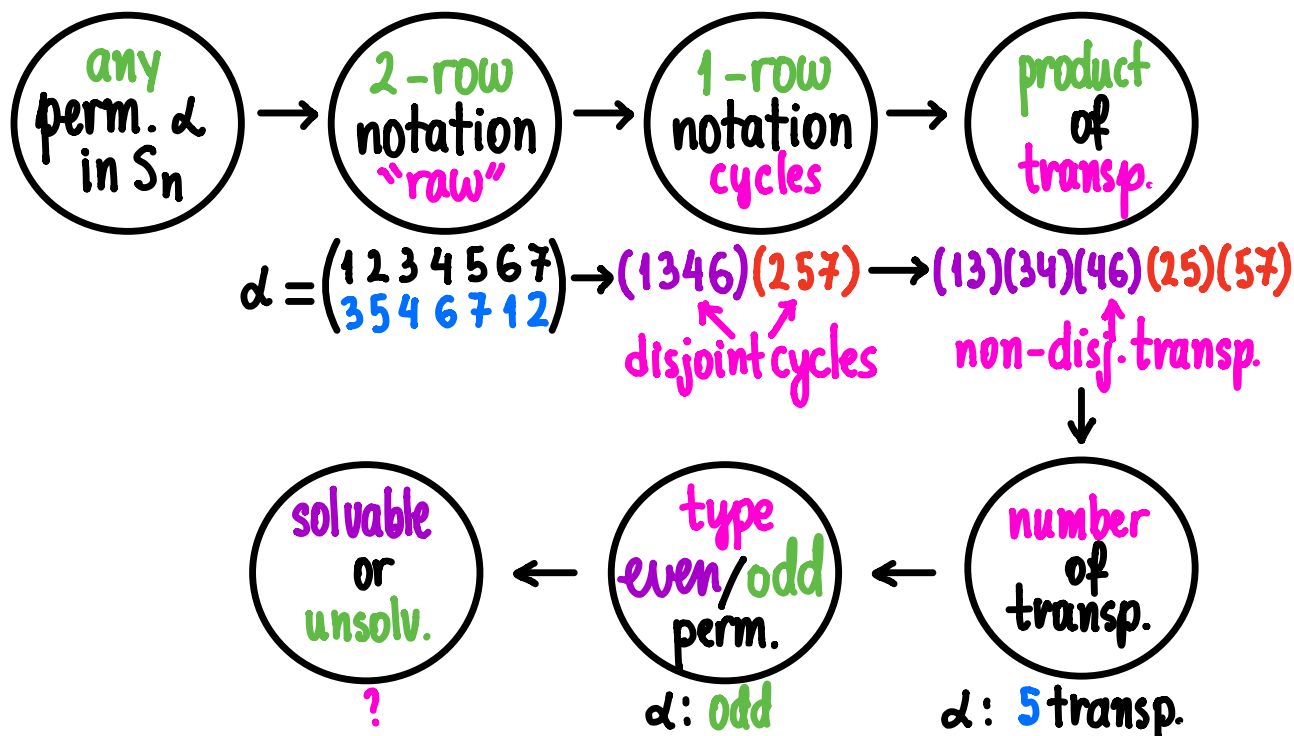 any
perm. α
in Sn
2-row
notation
"raw"
1-row
notation
cycles
product
of
transp.
α = (1 2 3 4 5 6 7
3 5 4 6 7 1 2)
(1346)(257)
(13)(34)(46)(25)(57)
disjoint cycles
non-disj. transp.
solvable
or
unsolv.
?
type
even/odd
perm.
α: odd
number
of
transp.
α: 5 transp.